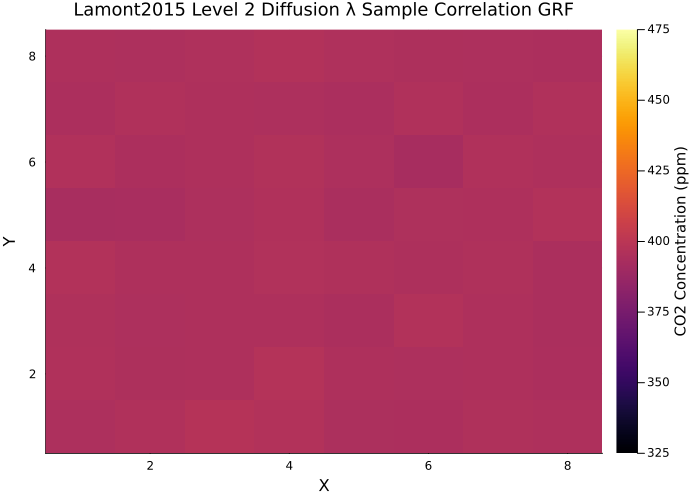 Lamont2015 Level 2 Diffusion λ Sample Correlation GRF
8
6
4
2
Y
2 4 6 8
X
475
450
425
400
375
350
325
CO2 Concentration (ppm)